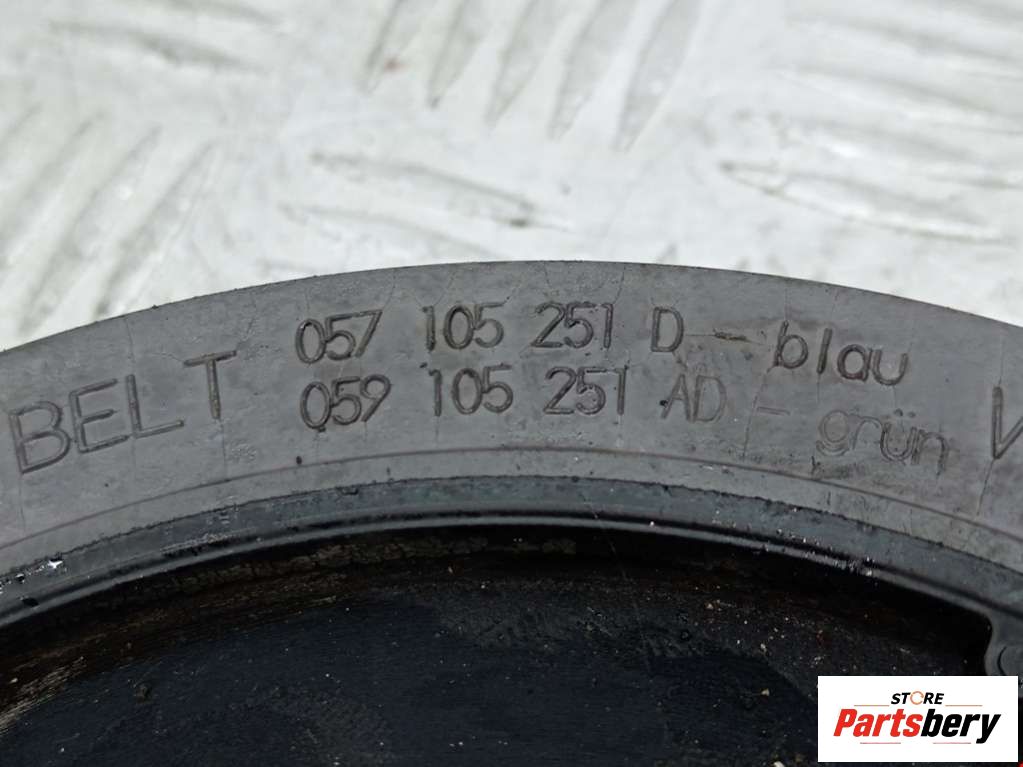 BELT
057 105 251 D - blau
059 105 251 AD - grün
V
STORE
Partsbery